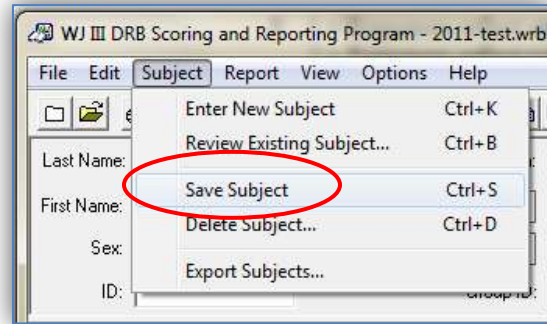 WJ III DRB Scoring and Reporting Program - 2011-test.wrb
File Edit Subject Report View Options Help
Enter New Subject Ctrl+K
Review Existing Subject... Ctrl+B
Last Name:
Save Subject Ctrl+S
First Name:
Delete Subject... Ctrl+D
Sex:
Export Subjects...
ID: